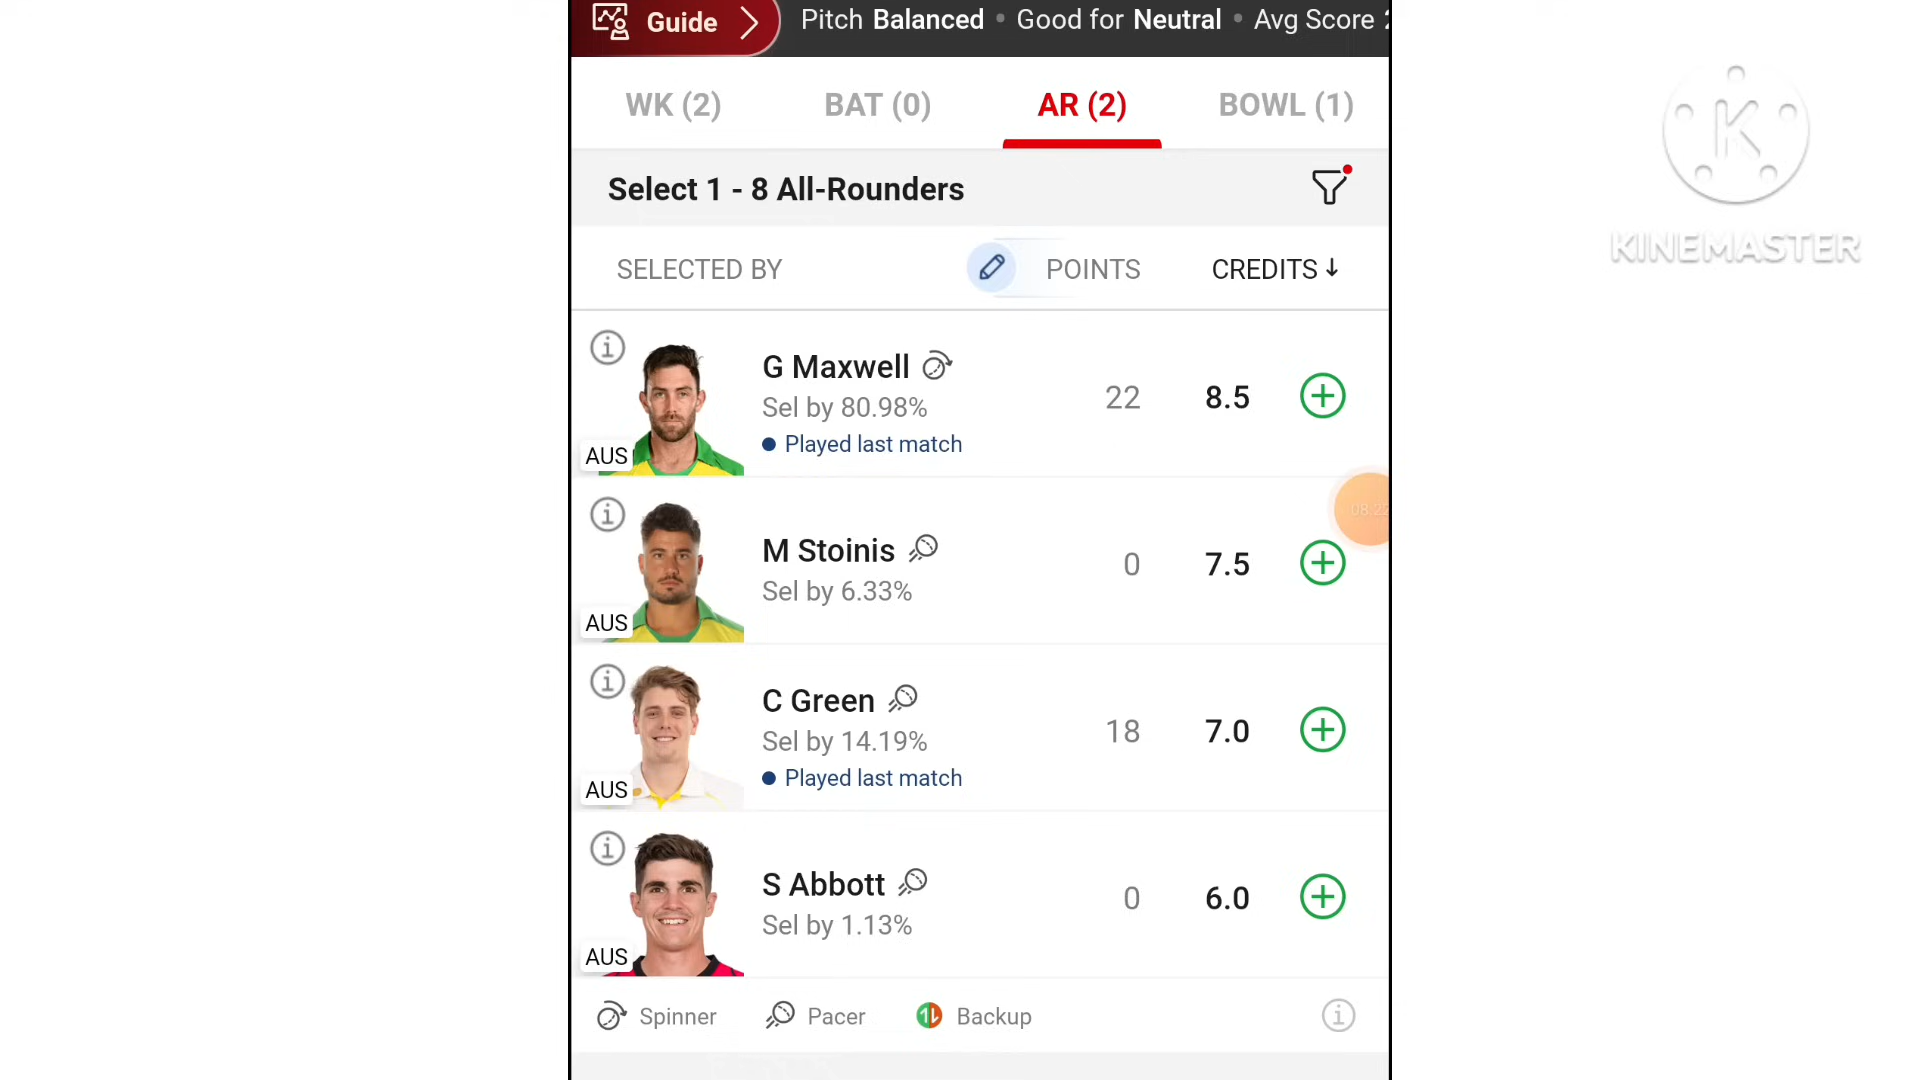 Guide
Pitch Balanced • Good for Neutral • Avg Score
WK (2) BAT (0) AR (2) BOWL (1)
Select 1 - 8 All-Rounders
SELECTED BY POINTS CREDITS ↓
G Maxwell
Sel by 80.98%
Played last match
AUS
22 8.5
M Stoinis
Sel by 6.33%
AUS
0 7.5
C Green
Sel by 14.19%
Played last match
AUS
18 7.0
S Abbott
Sel by 1.13%
AUS
0 6.0
Spinner Pacer Backup
K
KINEMASTER